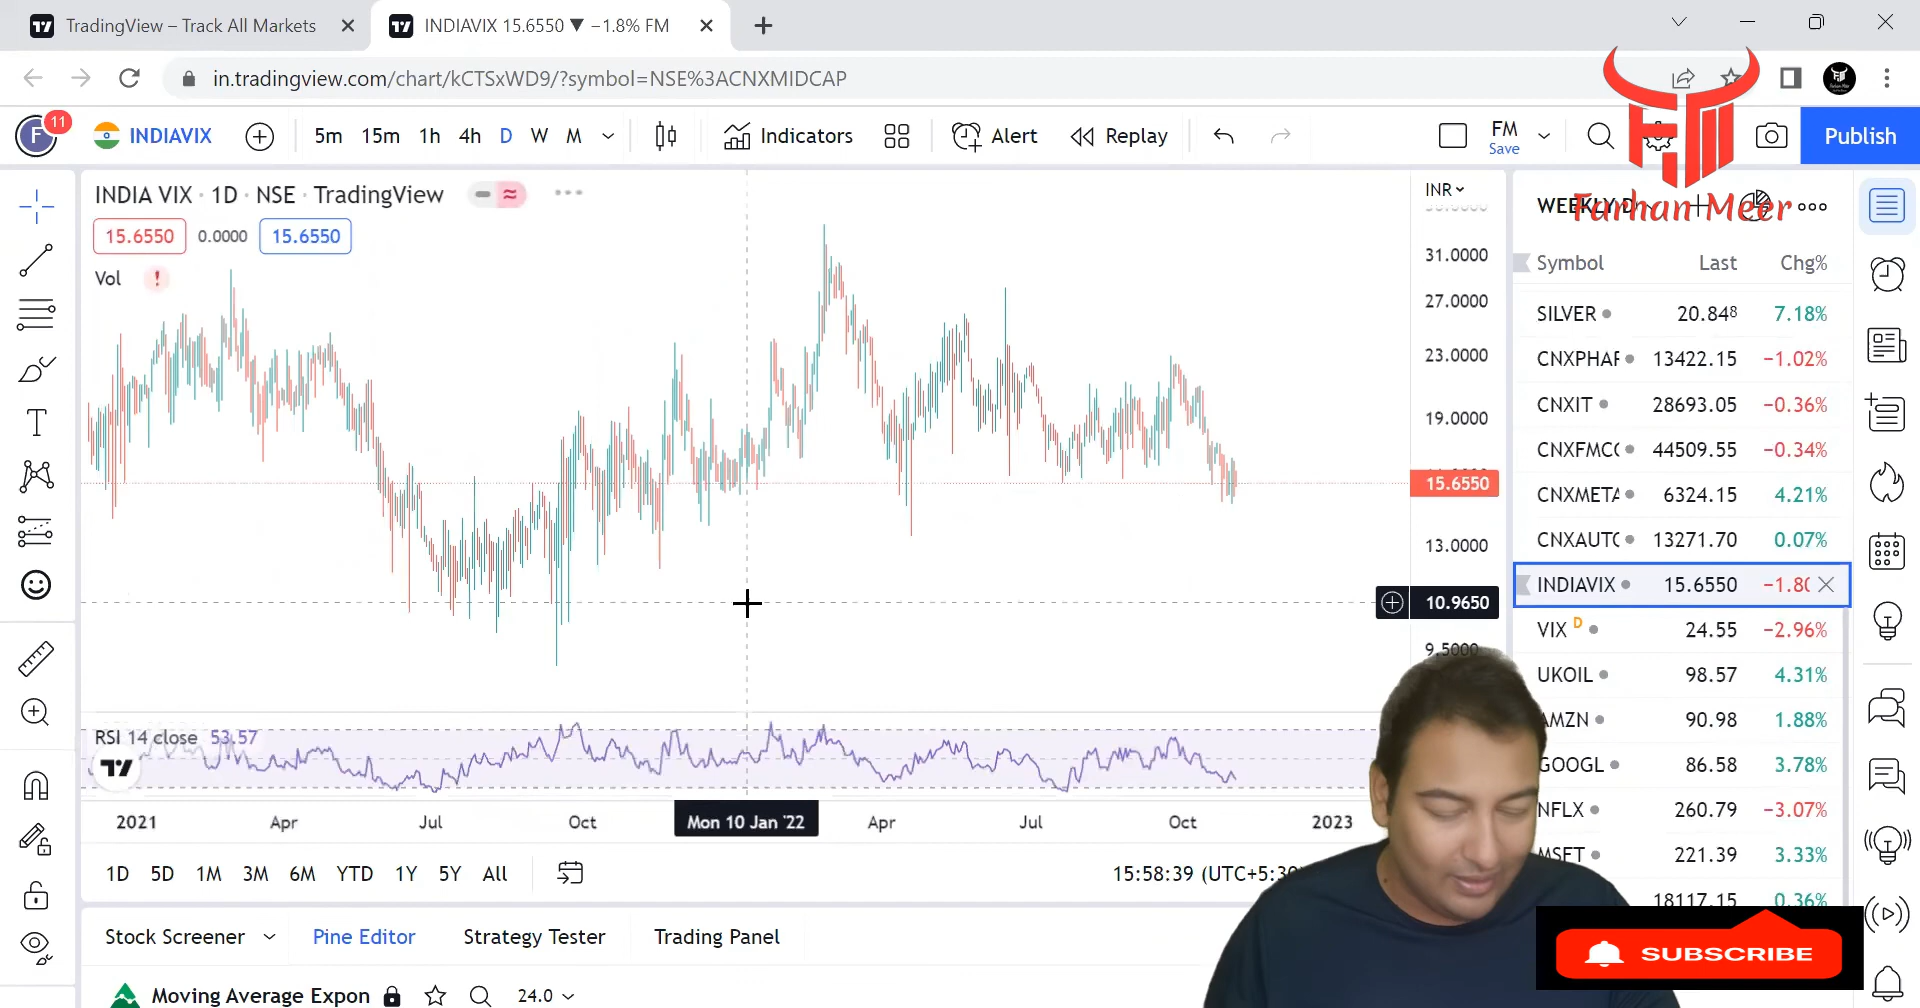 TradingView – Track All Markets
INDIAVIX 15.6550 ▼ −1.8% FM
in.tradingview.com/chart/kCTSxWD9/?symbol=NSE%3ACNXMIDCAP
F 11 INDIAVIX 5m 15m 1h 4h D W M Indicators Alert Replay FM Save Publish
INDIA VIX · 1D · NSE · TradingView
15.6550 0.0000 15.6550
Vol !
INR
31.0000
27.0000
23.0000
19.0000
15.6550
13.0000
10.9650
9.5000
RSI 14 close 53.57
2021 Apr Jul Oct Mon 10 Jan '22 Apr Jul Oct 2023
1D 5D 1M 3M 6M YTD 1Y 5Y All
15:58:39 (UTC+5:30
Stock Screener Pine Editor Strategy Tester Trading Panel
Moving Average Expon 24.0
Farhan Meer
WEEKLY D
Symbol Last Chg%
SILVER 20.848 7.18%
CNXPHAR 13422.15 −1.02%
CNXIT 28693.05 −0.36%
CNXFMCG 44509.55 −0.34%
CNXMETA 6324.15 4.21%
CNXAUTO 13271.70 0.07%
INDIAVIX 15.6550 −1.80
VIX D 24.55 −2.96%
UKOIL 98.57 4.31%
AMZN 90.98 1.88%
GOOGL 86.58 3.78%
NFLX 260.79 −3.07%
MSFT 221.39 3.33%
18117.15 0.36%
SUBSCRIBE